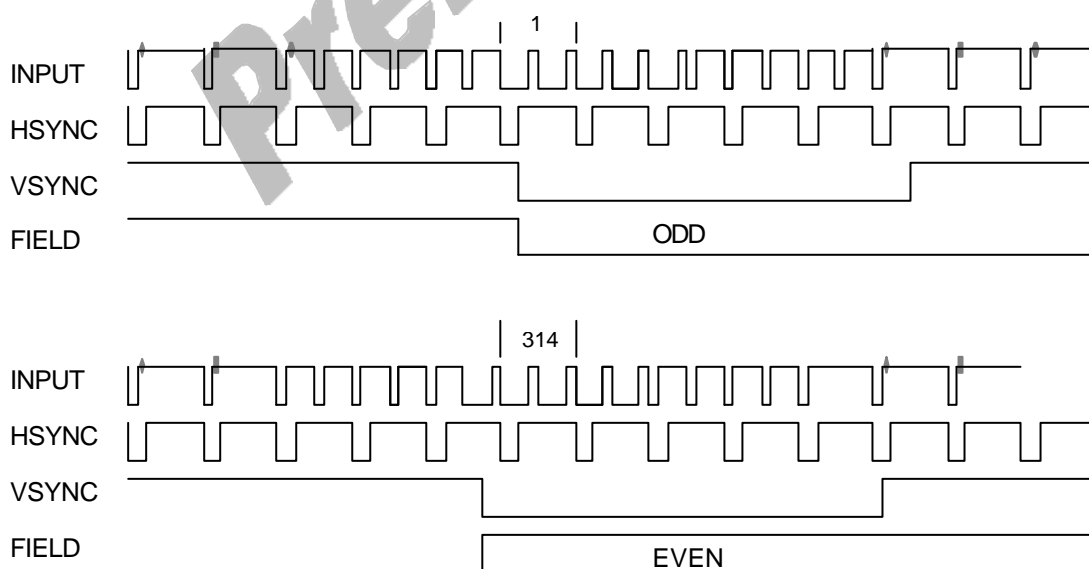 1
INPUT
HSYNC
VSYNC
FIELD
ODD
314
INPUT
HSYNC
VSYNC
FIELD
EVEN